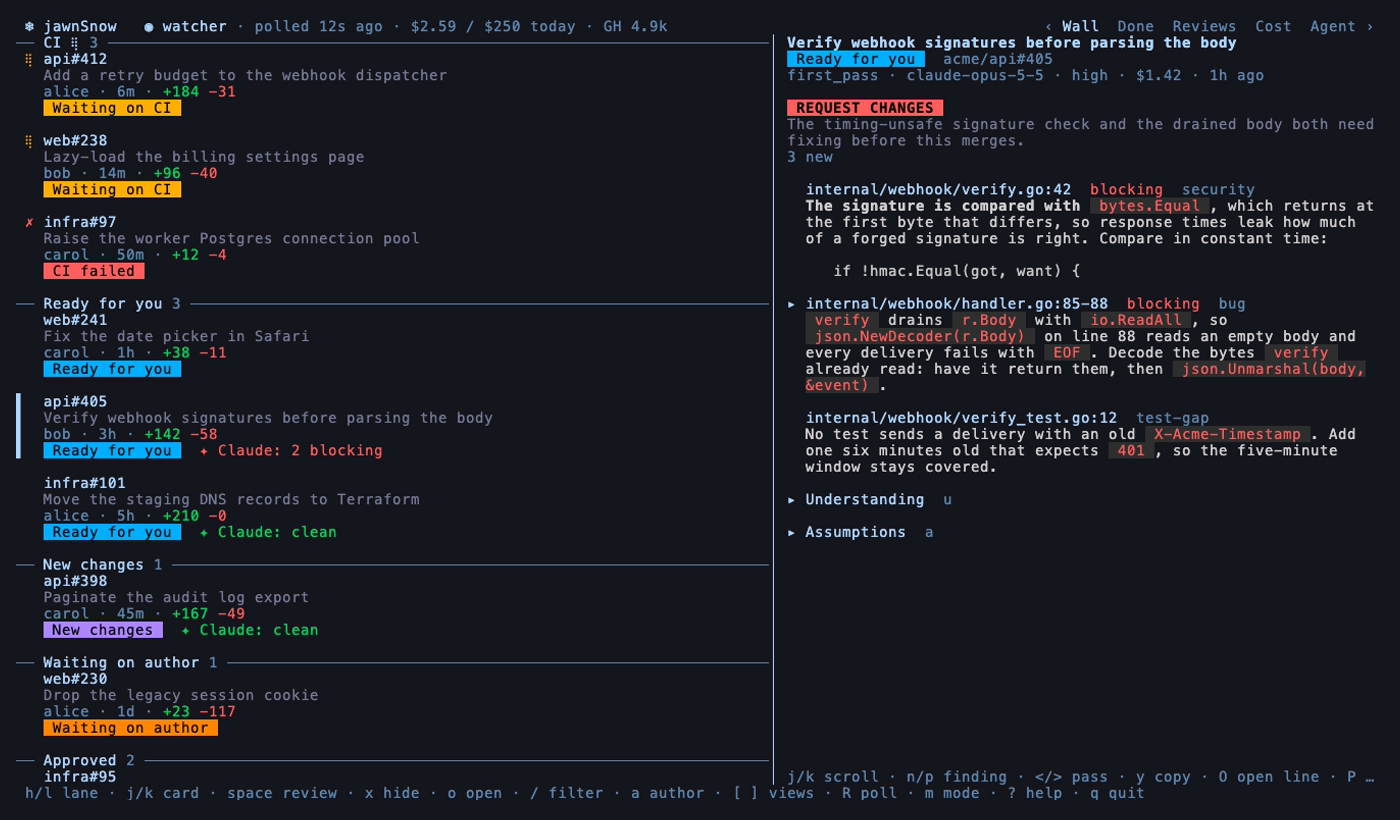 ❄ jawnSnow ◉ watcher · polled 12s ago · $2.59 / $250 today · GH 4.9k
‹ Wall Done Reviews Cost Agent ›
CI ⣾ 3
api#412
Add a retry budget to the webhook dispatcher
alice · 6m · +184 −31
Waiting on CI
web#238
Lazy-load the billing settings page
bob · 14m · +96 −40
Waiting on CI
✗ infra#97
Raise the worker Postgres connection pool
carol · 50m · +12 −4
CI failed
Ready for you 3
web#241
Fix the date picker in Safari
carol · 1h · +38 −11
Ready for you
api#405
Verify webhook signatures before parsing the body
bob · 3h · +142 −58
Ready for you ✦ Claude: 2 blocking
infra#101
Move the staging DNS records to Terraform
alice · 5h · +210 −0
Ready for you ✦ Claude: clean
New changes 1
api#398
Paginate the audit log export
carol · 45m · +167 −49
New changes ✦ Claude: clean
Waiting on author 1
web#230
Drop the legacy session cookie
alice · 1d · +23 −117
Waiting on author
Approved 2
infra#95
Verify webhook signatures before parsing the body
Ready for you acme/api#405
first_pass · claude-opus-5-5 · high · $1.42 · 1h ago
REQUEST CHANGES
The timing-unsafe signature check and the drained body both need
fixing before this merges.
3 new
internal/webhook/verify.go:42 blocking security
The signature is compared with bytes.Equal , which returns at
the first byte that differs, so response times leak how much
of a forged signature is right. Compare in constant time:
if !hmac.Equal(got, want) {
▸ internal/webhook/handler.go:85-88 blocking bug
verify drains r.Body with io.ReadAll , so
json.NewDecoder(r.Body) on line 88 reads an empty body and
every delivery fails with EOF . Decode the bytes verify
already read: have it return them, then json.Unmarshal(body,
&event) .
internal/webhook/verify_test.go:12 test-gap
No test sends a delivery with an old X-Acme-Timestamp . Add
one six minutes old that expects 401 , so the five-minute
window stays covered.
▸ Understanding u
▸ Assumptions a
j/k scroll · n/p finding · </> pass · y copy · O open line · P …
h/l lane · j/k card · space review · x hide · o open · / filter · a author · [ ] views · R poll · m mode · ? help · q quit